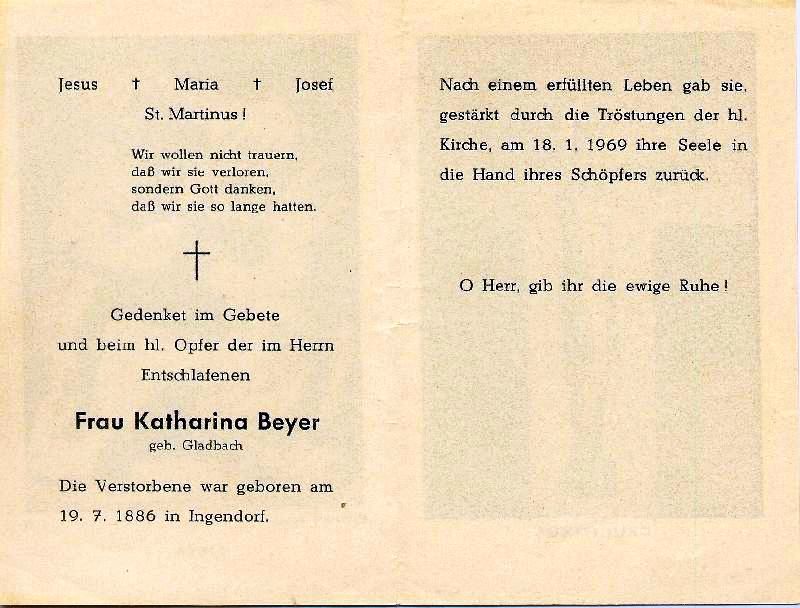 Jesus † Maria † Josef
St. Martinus!
Wir wollen nicht trauern,
daß wir sie verloren,
sondern Gott danken,
daß wir sie so lange hatten.
Gedenket im Gebete
und beim hl. Opfer der im Herrn
Entschlafenen
Frau Katharina Beyer
geb. Gladbach
Die Verstorbene war geboren am
19. 7. 1886 in Ingendorf.
Nach einem erfüllten Leben gab sie,
gestärkt durch die Tröstungen der hl.
Kirche, am 18. 1. 1969 ihre Seele in
die Hand ihres Schöpfers zurück.
O Herr, gib ihr die ewige Ruhe!